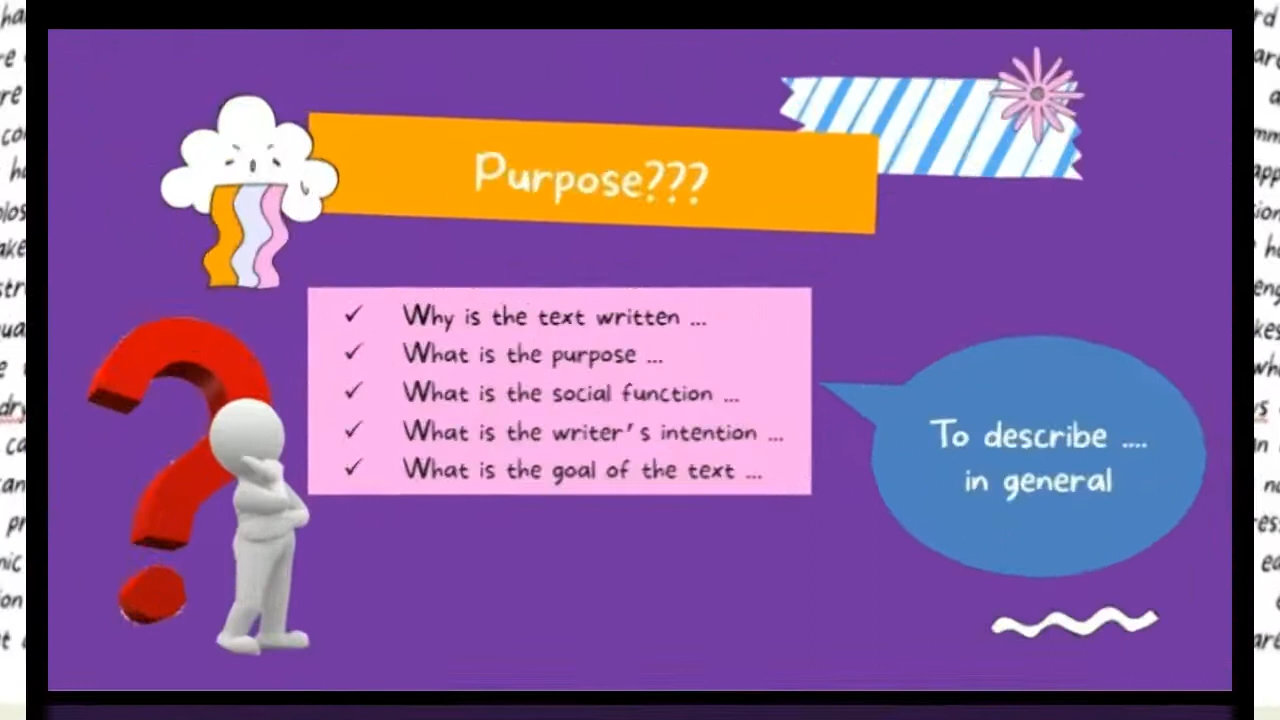 Purpose???
✓ Why is the text written ...
✓ What is the purpose ...
✓ What is the social function ...
✓ What is the writer's intention ...
✓ What is the goal of the text ...
To describe ....
in general